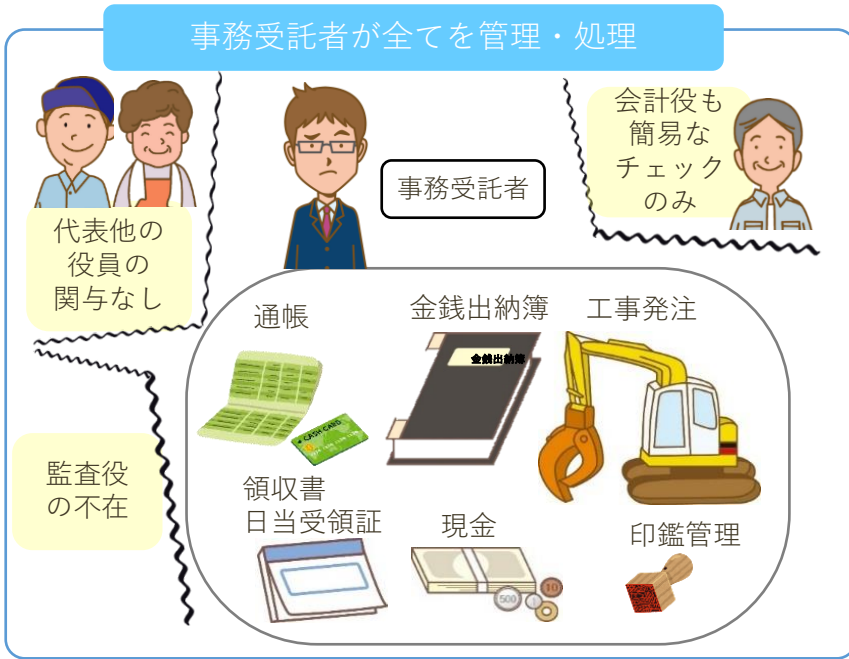 事務受託者が全てを管理・処理
会計役も
簡易な
チェック
のみ
事務受託者
代表他の
役員の
関与なし
通帳
金銭出納簿
工事発注
金銭出納簿
CASH CARD
監査役
の不在
領収書
日当受領証
現金
印鑑管理
500
1
10